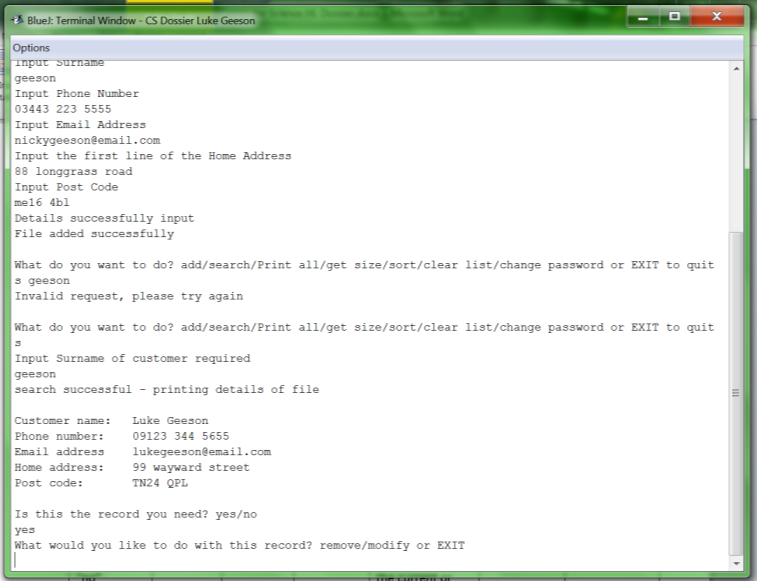 BlueJ: Terminal Window - CS Dossier Luke Geeson
Options
Input Surname
geeson
Input Phone Number
03443 223 5555
Input Email Address
nickygeeson@email.com
Input the first line of the Home Address
88 longgrass road
Input Post Code
me16 4bl
Details successfully input
File added successfully
What do you want to do? add/search/Print all/get size/sort/clear list/change password or EXIT to quit
s geeson
Invalid request, please try again
What do you want to do? add/search/Print all/get size/sort/clear list/change password or EXIT to quit
s
Input Surname of customer required
geeson
search successful - printing details of file
Customer name: Luke Geeson
Phone number: 09123 344 5655
Email address lukegeeson@email.com
Home address: 99 wayward street
Post code: TN24 QPL
Is this the record you need? yes/no
yes
What would you like to do with this record? remove/modify or EXIT